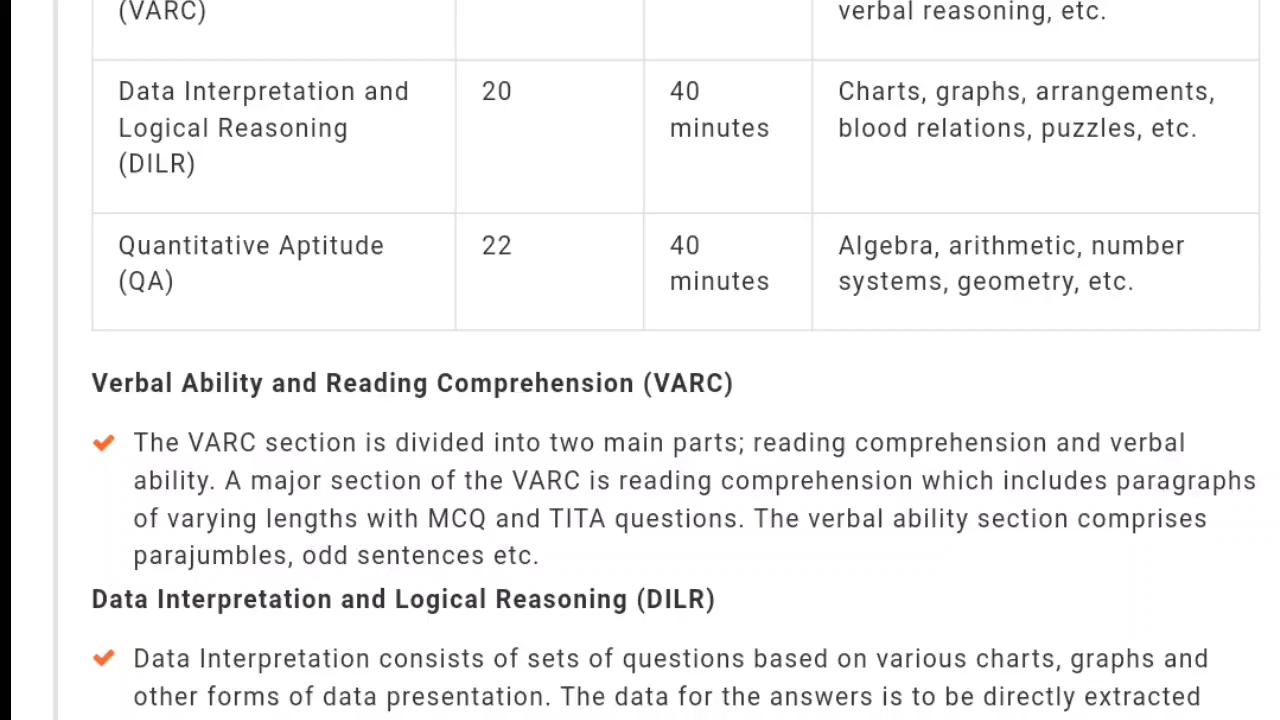 (VARC)
verbal reasoning, etc.
Data Interpretation and
Logical Reasoning
(DILR)
20
40
minutes
Charts, graphs, arrangements,
blood relations, puzzles, etc.
Quantitative Aptitude
(QA)
22
40
minutes
Algebra, arithmetic, number
systems, geometry, etc.
Verbal Ability and Reading Comprehension (VARC)
The VARC section is divided into two main parts; reading comprehension and verbal
ability. A major section of the VARC is reading comprehension which includes paragraphs
of varying lengths with MCQ and TITA questions. The verbal ability section comprises
parajumbles, odd sentences etc.
Data Interpretation and Logical Reasoning (DILR)
Data Interpretation consists of sets of questions based on various charts, graphs and
other forms of data presentation. The data for the answers is to be directly extracted